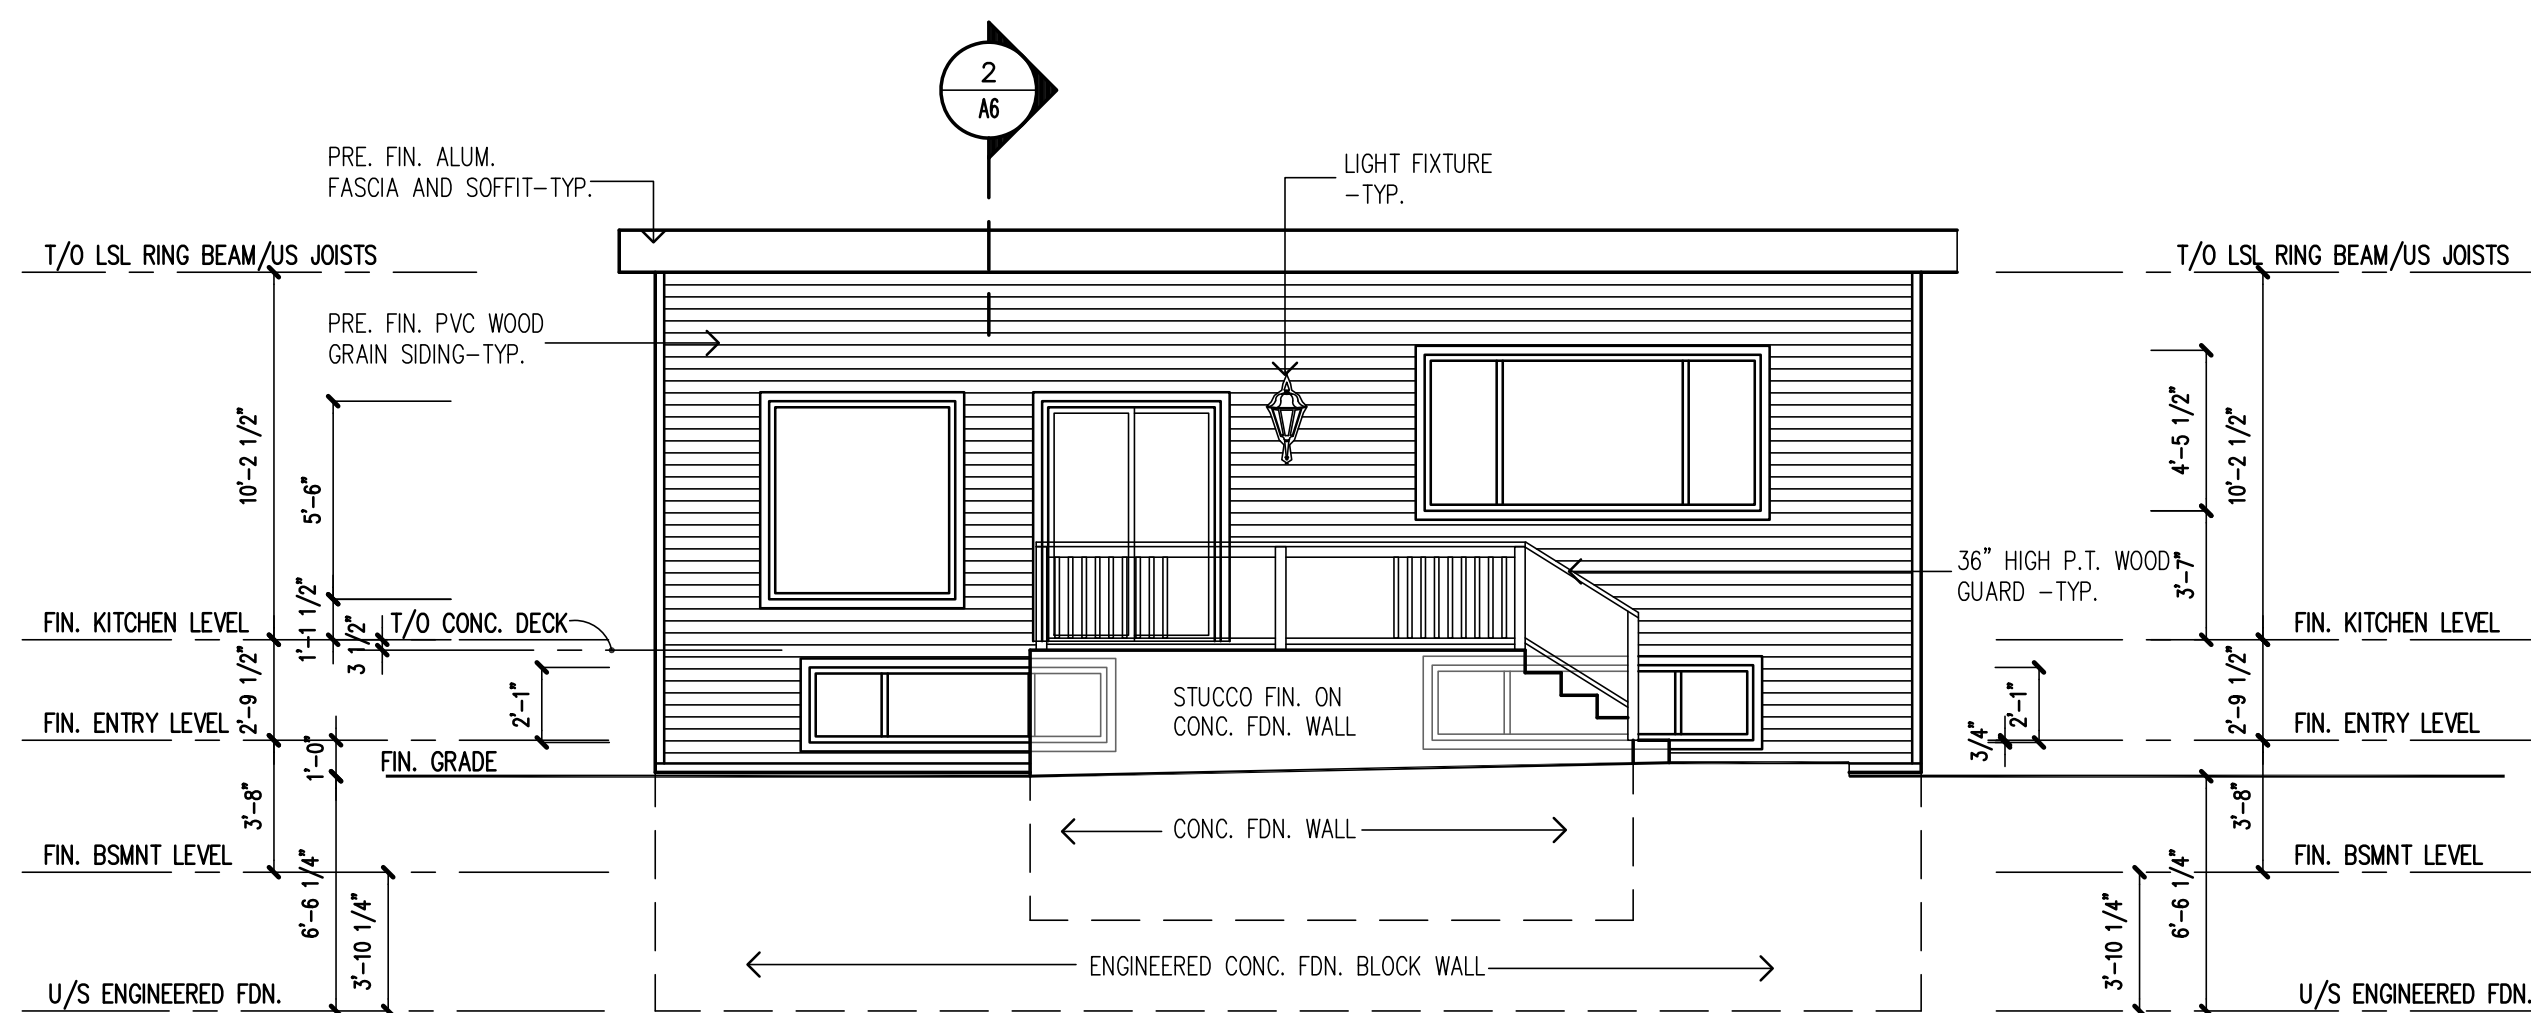 2
A6
PRE. FIN. ALUM.
FASCIA AND SOFFIT-TYP.
LIGHT FIXTURE
-TYP.
T/O LSL RING BEAM/US JOISTS
T/O LSL RING BEAM/US JOISTS
PRE. FIN. PVC WOOD
GRAIN SIDING-TYP.
10'-2 1/2"
5'-6"
4'-5 1/2"
10'-2 1/2"
36" HIGH P.T. WOOD
GUARD -TYP.
3'-7"
1'-1 1/2"
3 1/2"
FIN. KITCHEN LEVEL
T/O CONC. DECK
FIN. KITCHEN LEVEL
2'-9 1/2"
2'-1"
STUCCO FIN. ON
CONC. FDN. WALL
2'-1"
2'-9 1/2"
FIN. ENTRY LEVEL
FIN. ENTRY LEVEL
3/4"
1'-0"
FIN. GRADE
3'-8"
3'-8"
CONC. FDN. WALL
FIN. BSMNT LEVEL
FIN. BSMNT LEVEL
6'-6 1/4"
3'-10 1/4"
3'-10 1/4"
6'-6 1/4"
ENGINEERED CONC. FDN. BLOCK WALL
U/S ENGINEERED FDN.
U/S ENGINEERED FDN.